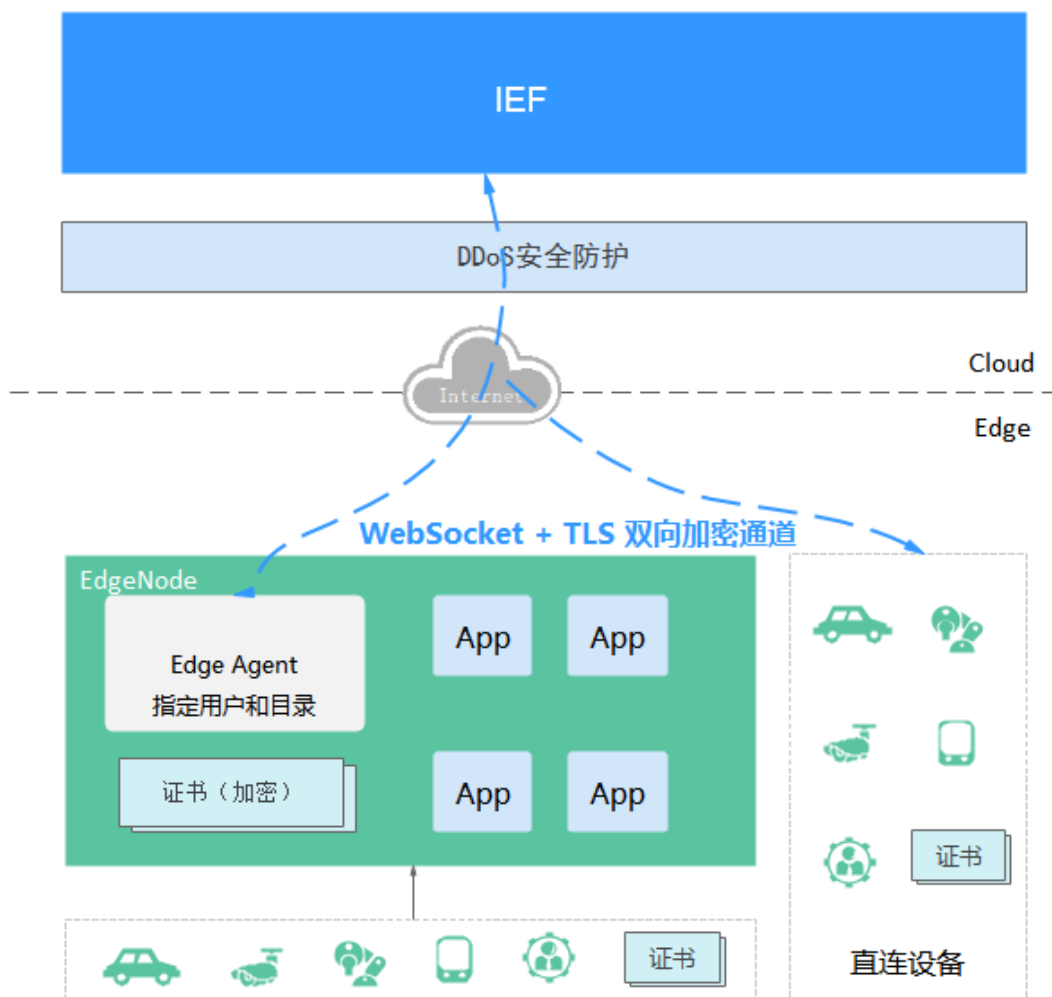 IEF
DDoS安全防护
Internet
Cloud
Edge
WebSocket + TLS 双向加密通道
EdgeNode
Edge Agent
指定用户和目录
App
App
证书（加密）
App
App
证书
直连设备
证书